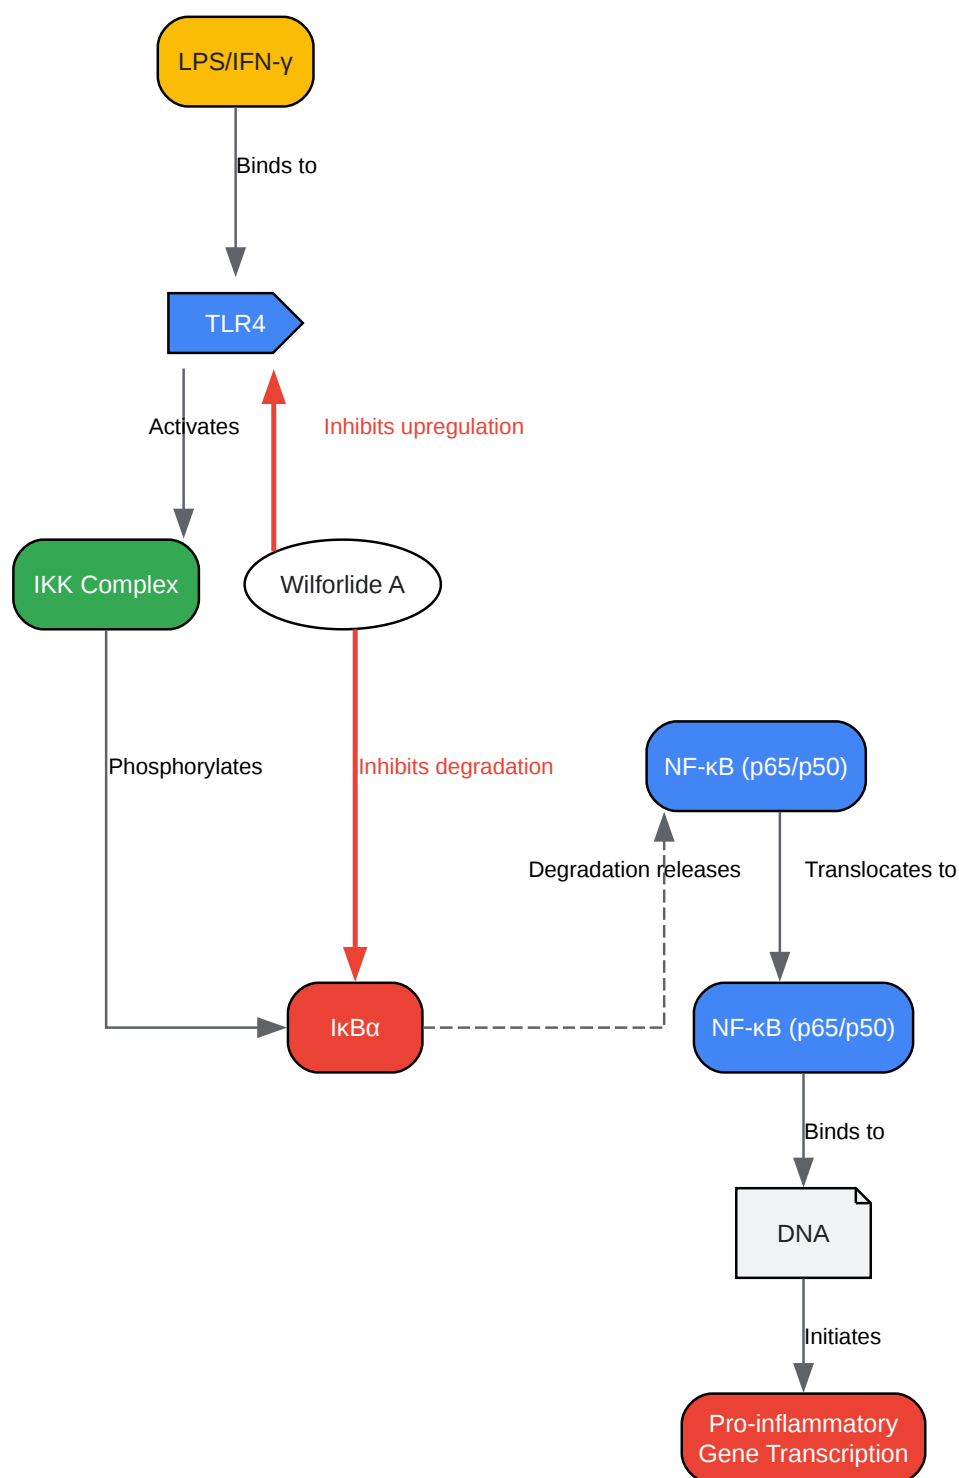 LPS/IFN-γ
Binds to
TLR4
Activates
Inhibits upregulation
IKK Complex
Wilforlide A
Phosphorylates
Inhibits degradation
NF-κB (p65/p50)
Degradation releases
Translocates to
IκBα
NF-κB (p65/p50)
Binds to
DNA
Initiates
Pro-inflammatory
Gene Transcription